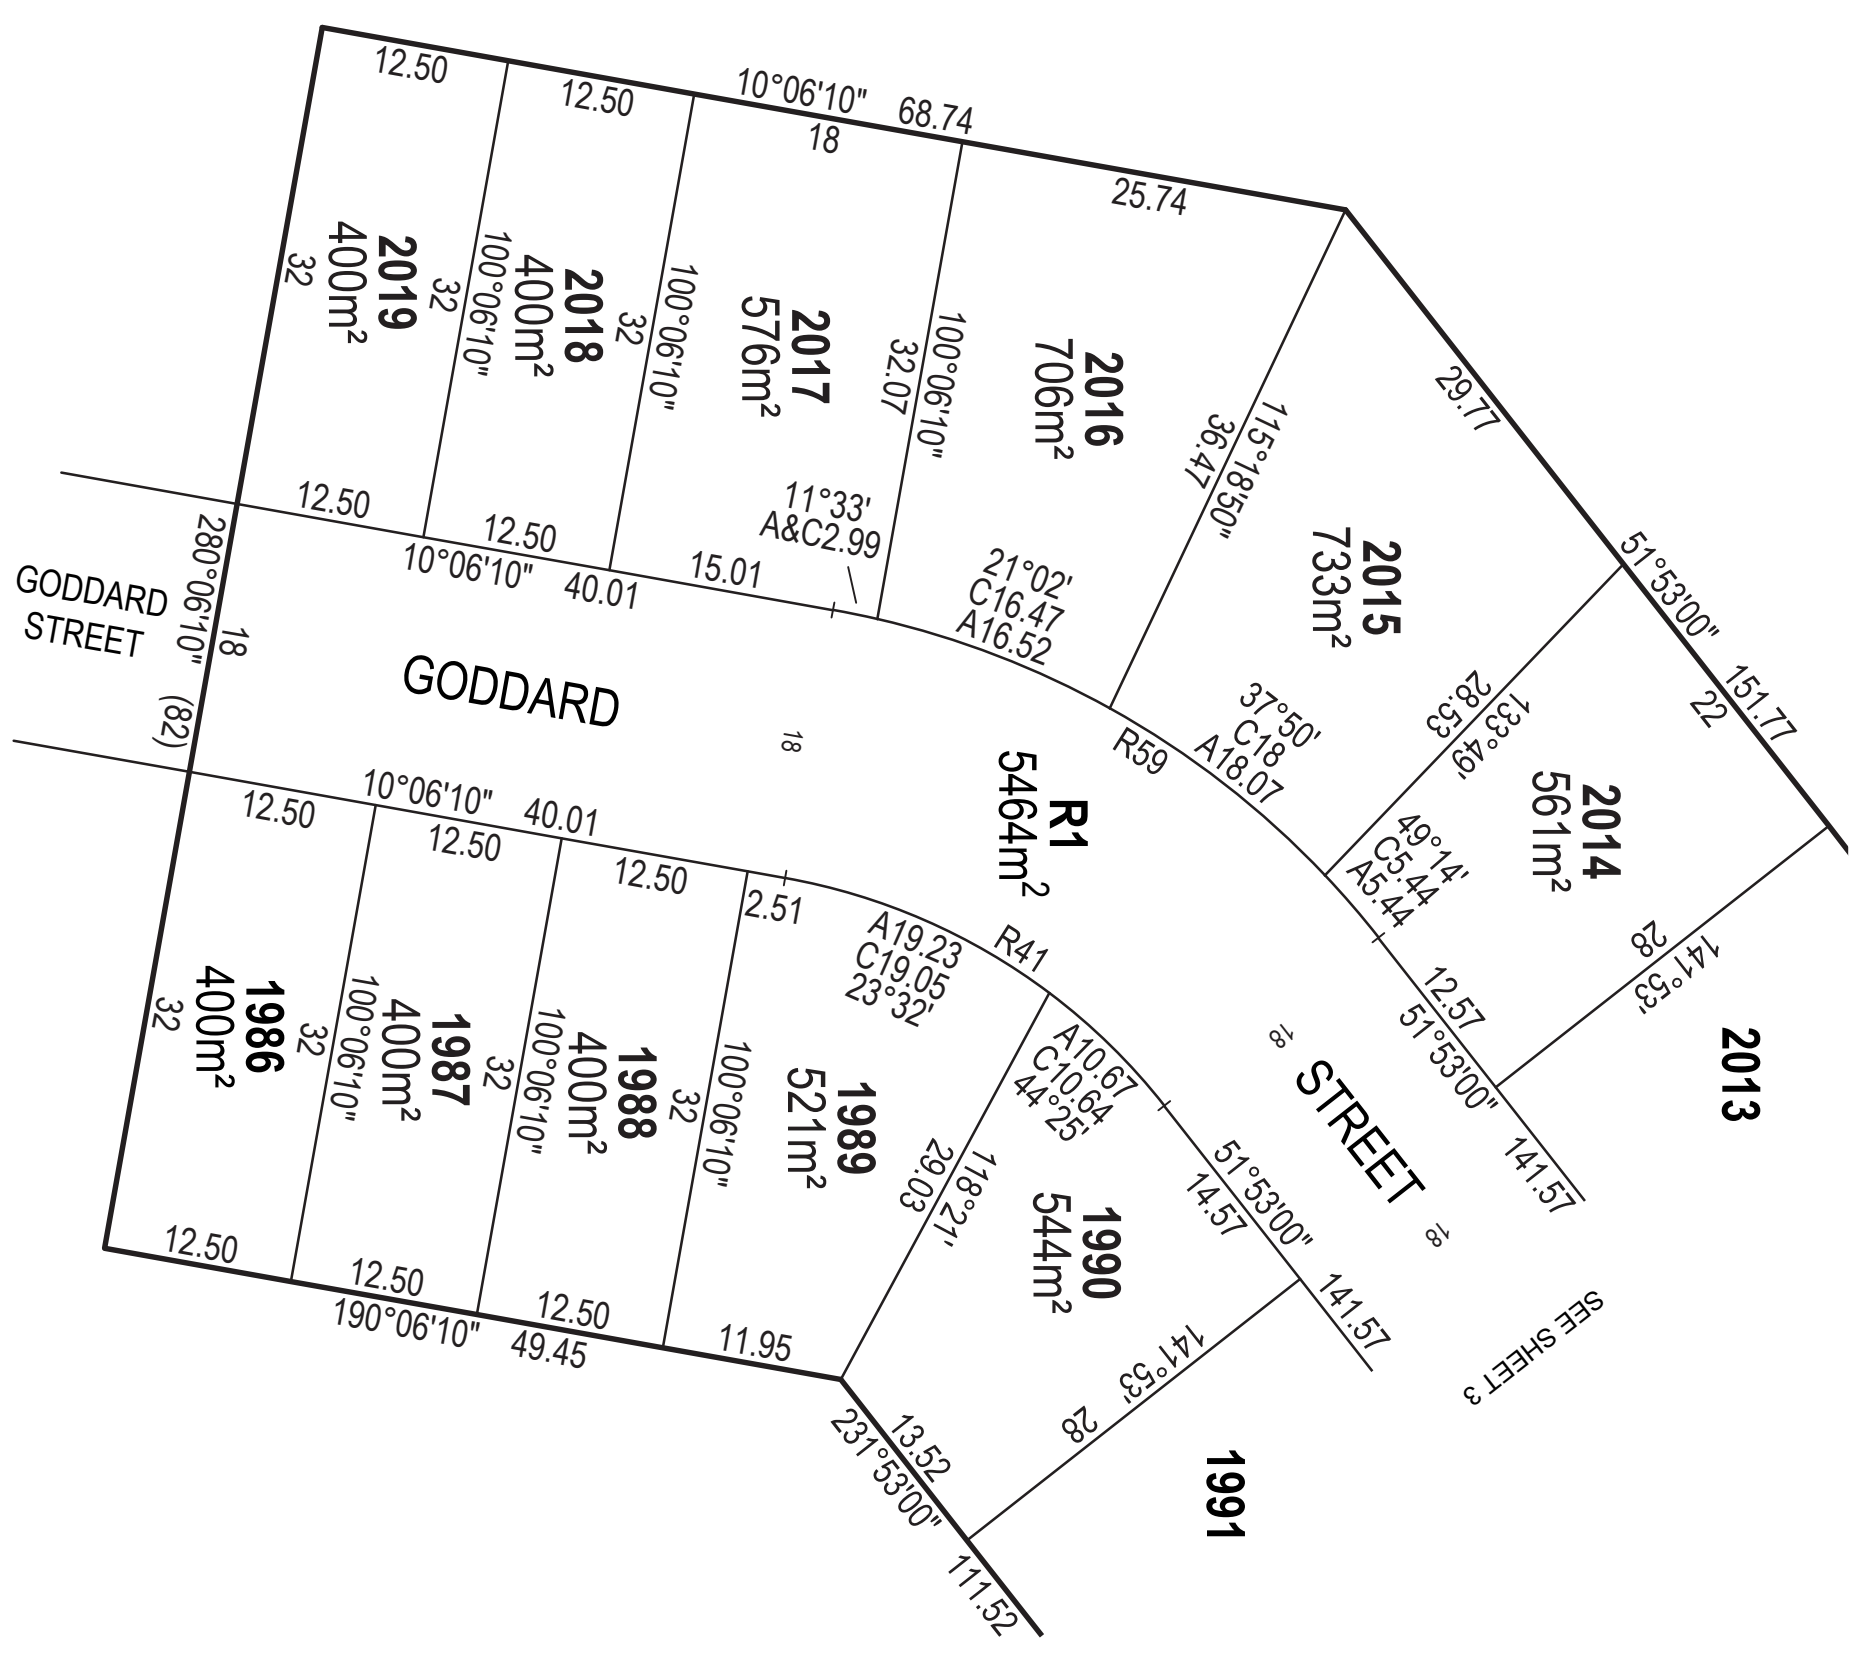 12.50
12.50
10°06'10" 68.74
18
25.74
2019
400m²
32
32
100°06'10"
2018
400m²
32
100°06'10"
2017
576m²
100°06'10"
32.07
2016
706m²
115°18'50"
36.47
29.77
2015
733m²
51°53'00" 151.77
22
12.50
12.50
10°06'10" 40.01
15.01
11°33'
A&C2.99
21°02'
C16.47
A16.52
R59
37°50'
C18
A18.07
133°49'
28.53
2014
561m²
49°14'
C5.44
A5.44
141°53'
28
2013
12.57
51°53'00"
141.57
GODDARD
STREET
280°06'10"
18
(82)
GODDARD
18
R1
5464m²
STREET
18
18
10°06'10" 40.01
12.50
12.50
12.50
2.51
A19.23
C19.05
23°32'
R41
A10.67
C10.64
44°25'
51°53'00"
14.57
141.57
1986
400m²
32
32
100°06'10"
1987
400m²
32
100°06'10"
1988
400m²
32
100°06'10"
1989
521m²
118°21'
29.03
1990
544m²
141°53'
28
1991
SEE SHEET 3
12.50
12.50
12.50
11.95
190°06'10" 49.45
13.52
231°53'00"
111.52